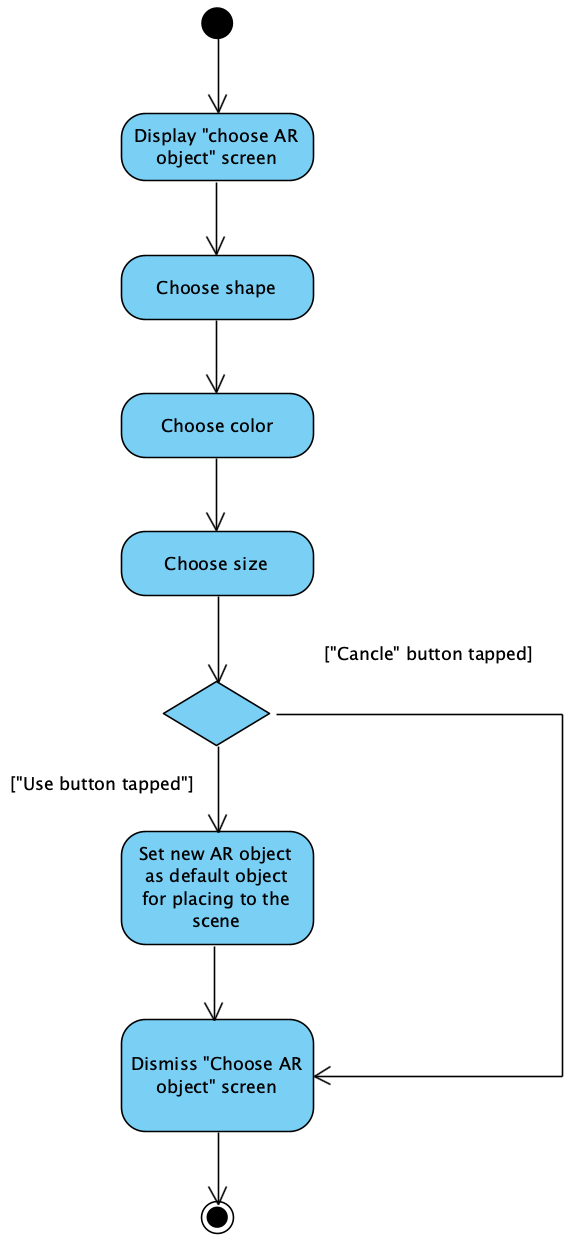 Display "choose AR
object" screen
Choose shape
Choose color
Choose size
["Cancle" button tapped]
["Use button tapped"]
Set new AR object
as default object
for placing to the
scene
Dismiss "Choose AR
object" screen